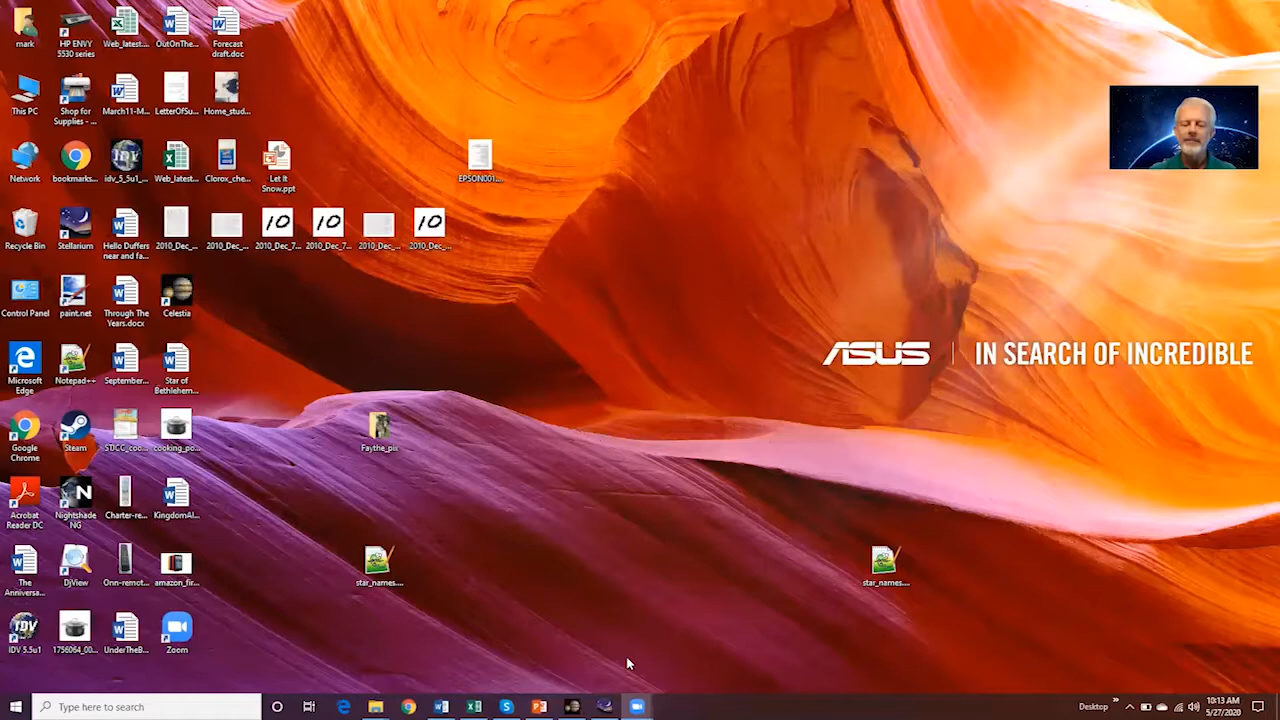 mark
HP ENVY
5530 series
Web_latest....
OutOnThe...
Forecast
draft.doc
This PC
Shop for
Supplies - ...
March11-M...
LetterOfSu...
Home_stud...
Network
bookmarks...
idv_5_5u1_...
Web_latest...
Clorox_che...
Let It
Snow.ppt
EPSON001....
Recycle Bin
Stellarium
Hello Duffers
near and fa...
2010_Dec_...
2010_Dec_...
2010_Dec_7...
2010_Dec_7...
2010_Dec_...
2010_Dec_...
Control Panel
paint.net
Through The
Years.docx
Celestia
ASUS | IN SEARCH OF INCREDIBLE
Microsoft
Edge
Notepad++
September...
Star of
Bethlehem...
Google
Chrome
Steam
cooking_po...
Faythe_pix
Acrobat
Reader DC
Nightshade
NG
Charter-re...
KingdomAl...
The
Anniversa...
DjView
Onn-remot...
amazon_fir...
star_names....
star_names....
IDV 5.5u1
1756064_00...
UnderTheB...
Zoom
Type here to search
Desktop
10:13 AM
5/27/2020